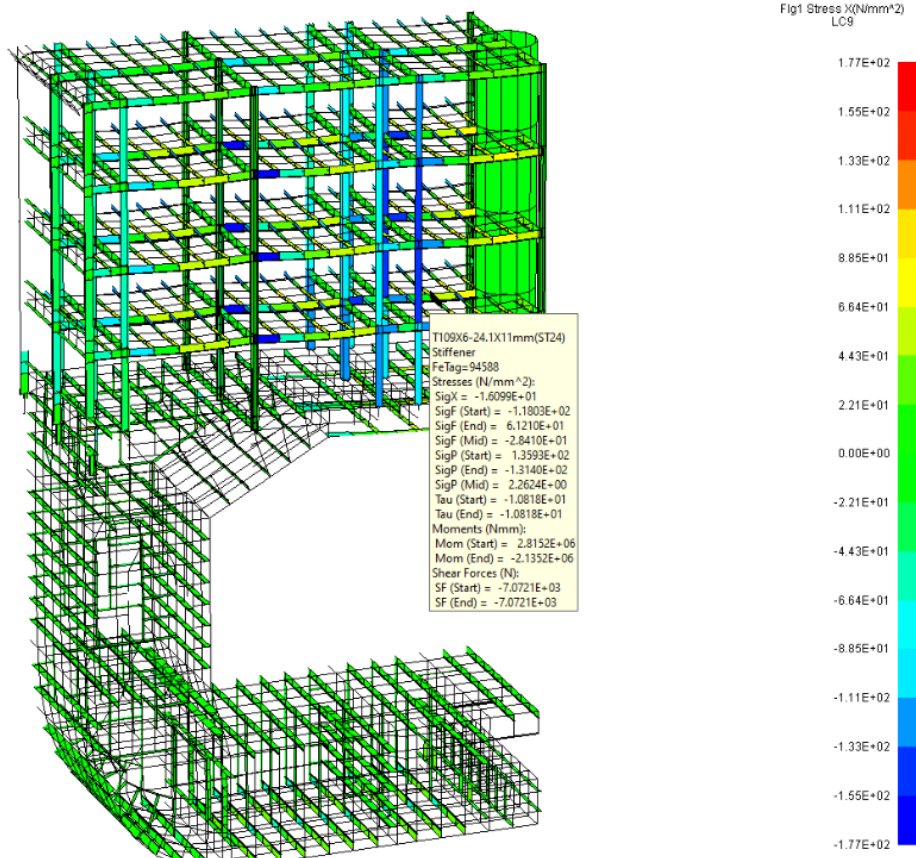 Flg1 Stress X(N/mm^2)
LC9
1.77E+02
1.55E+02
1.33E+02
1.11E+02
8.85E+01
6.64E+01
4.43E+01
2.21E+01
0.00E+00
-2.21E+01
-4.43E+01
-6.64E+01
-8.85E+01
-1.11E+02
-1.33E+02
-1.55E+02
-1.77E+02
T109X6-24.1X11mm(ST24)
Stiffener
FeTag=94588
Stresses (N/mm^2):
SigX = -1.6099E+01
SigF (Start) = -1.1803E+02
SigF (End) = 6.1210E+01
SigF (Mid) = -2.8410E+01
SigP (Start) = 1.3593E+02
SigP (End) = -1.3140E+02
SigP (Mid) = 2.2624E+00
Tau (Start) = -1.0818E+01
Tau (End) = -1.0818E+01
Moments (Nmm):
Mom (Start) = 2.8152E+06
Mom (End) = -2.1352E+06
Shear Forces (N):
SF (Start) = -7.0721E+03
SF (End) = -7.0721E+03